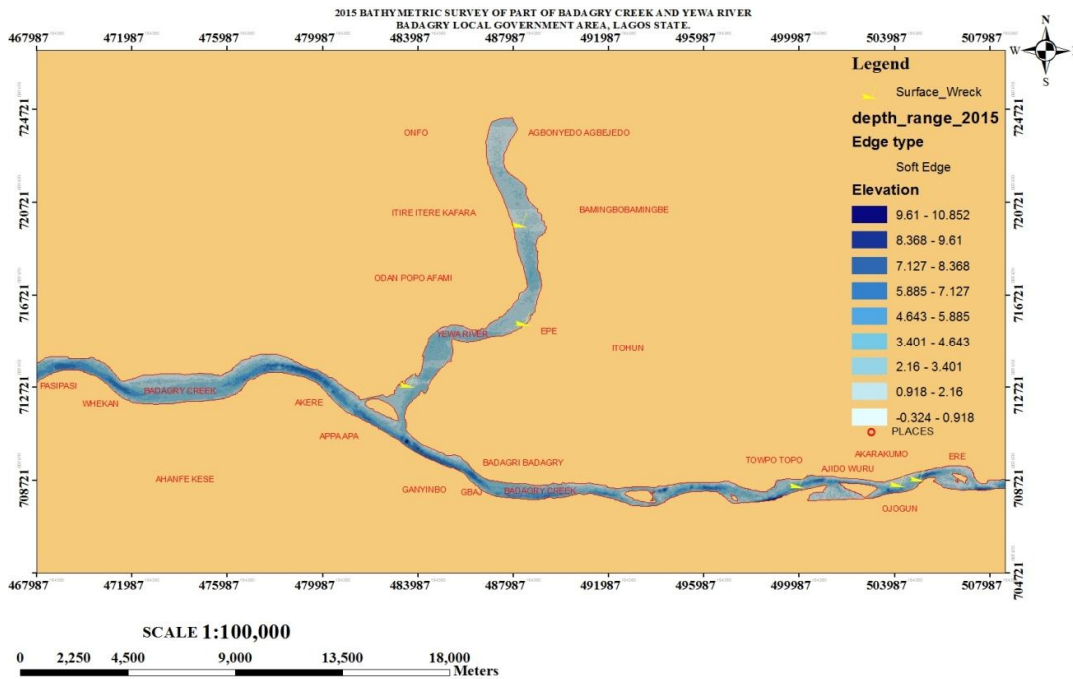 2015 BATHYMETRIC SURVEY OF PART OF BADAGRY CREEK AND YEWA RIVER
BADAGRY LOCAL GOVERNMENT AREA, LAGOS STATE.
467987 471987 475987 479987 483987 487987 491987 495987 499987 503987 507987
N
W
S
Legend
Surface_Wreck
depth_range_2015
Edge type
Soft Edge
Elevation
9.61 - 10.852
8.368 - 9.61
7.127 - 8.368
5.885 - 7.127
4.643 - 5.885
3.401 - 4.643
2.16 - 3.401
0.918 - 2.16
-0.324 - 0.918
PLACES
724721 724721
ONFO
AGBONYEDO AGBEJEDO
720721 720721
ITIRE ITERE KAFARA
BAMINGBOBAMINGBE
ODAN POPO AFAMI
716721 716721
YEWA RIVER
EPE
ITOHUN
712721 712721
PASIPASI
BADAGRY CREEK
WHEKAN
AKERE
APPA APA
BADAGRI BADAGRY
TOWPO TOPO
AKARAKUMO
ERE
AJIDO WURU
AHANFE KESE
708721 708721
GANYINBO
GBAJ
BADAGRY CREEK
OJOGUN
704721
467987 471987 475987 479987 483987 487987 491987 495987 499987 503987 507987
SCALE 1:100,000
0 2,250 4,500 9,000 13,500 18,000
Meters